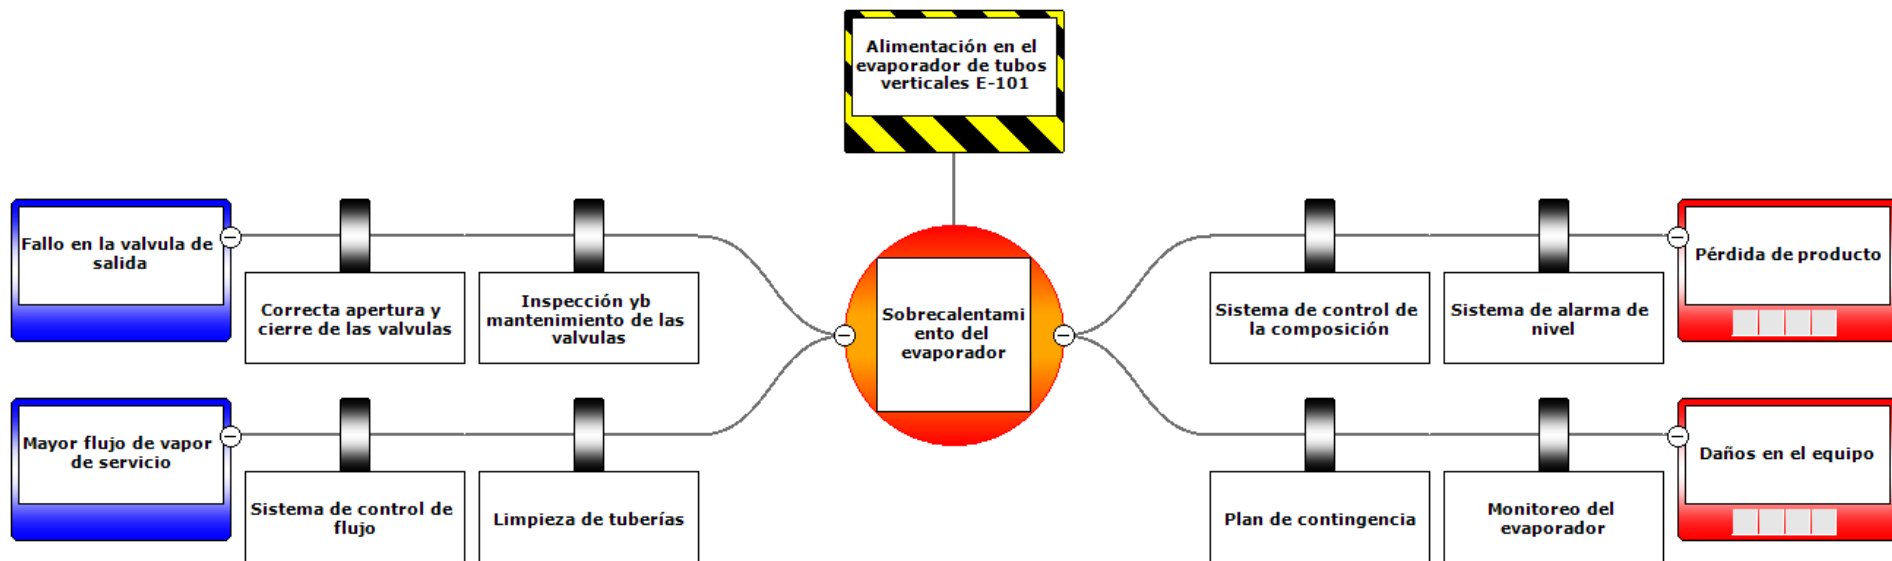 Alimentación en el
evaporador de tubos
verticales E-101
Fallo en la valvula de
salida
Correcta apertura y
cierre de las valvulas
Inspección yb
mantenimiento de las
valvulas
Sobrecalentami
ento del
evaporador
Sistema de control de
la composición
Sistema de alarma de
nivel
Pérdida de producto
Mayor flujo de vapor
de servicio
Sistema de control de
flujo
Limpieza de tuberías
Plan de contingencia
Monitoreo del
evaporador
Daños en el equipo